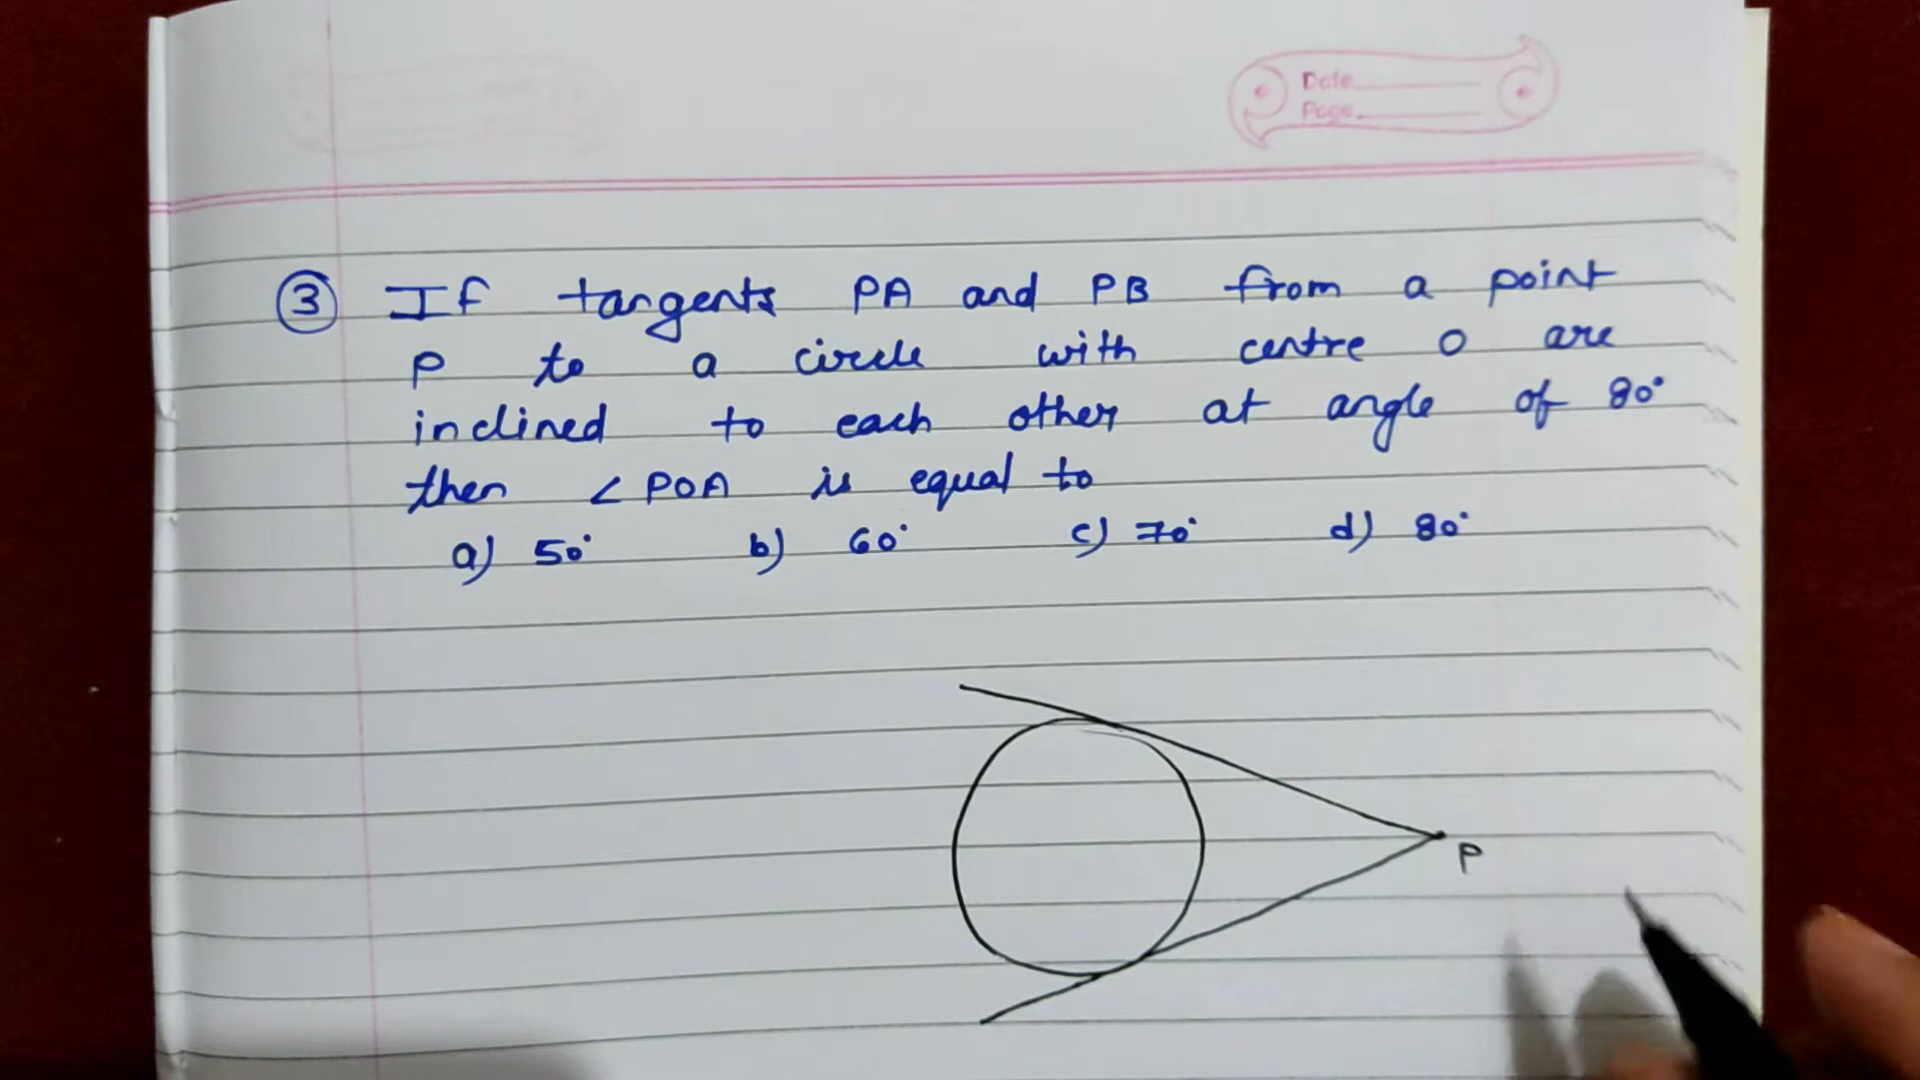 Date
Page
③ If tangents PA and PB from a point
P to a circle with centre O are
inclined to each other at angle of 80°
then ∠POA is equal to
a) 50° b) 60° c) 70° d) 80°
P